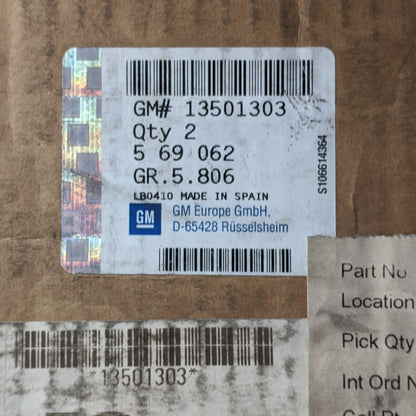 GM# 13501303
Qty 2
5 69 062
GR.5.806
LB0410 MADE IN SPAIN
GM
GM Europe GmbH,
D-65428 Rüsselsheim
S106614364
*13501303*
Part No
Location
Pick Qty
Int Ord N